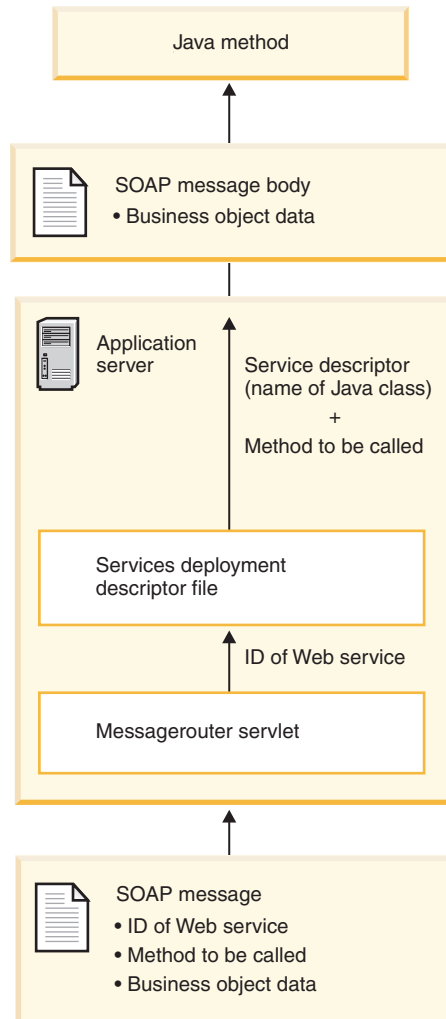 Java method
SOAP message body
• Business object data
Application
server
Service descriptor
(name of Java class)
+
Method to be called
Services deployment
descriptor file
ID of Web service
Messagerouter servlet
SOAP message
• ID of Web service
• Method to be called
• Business object data